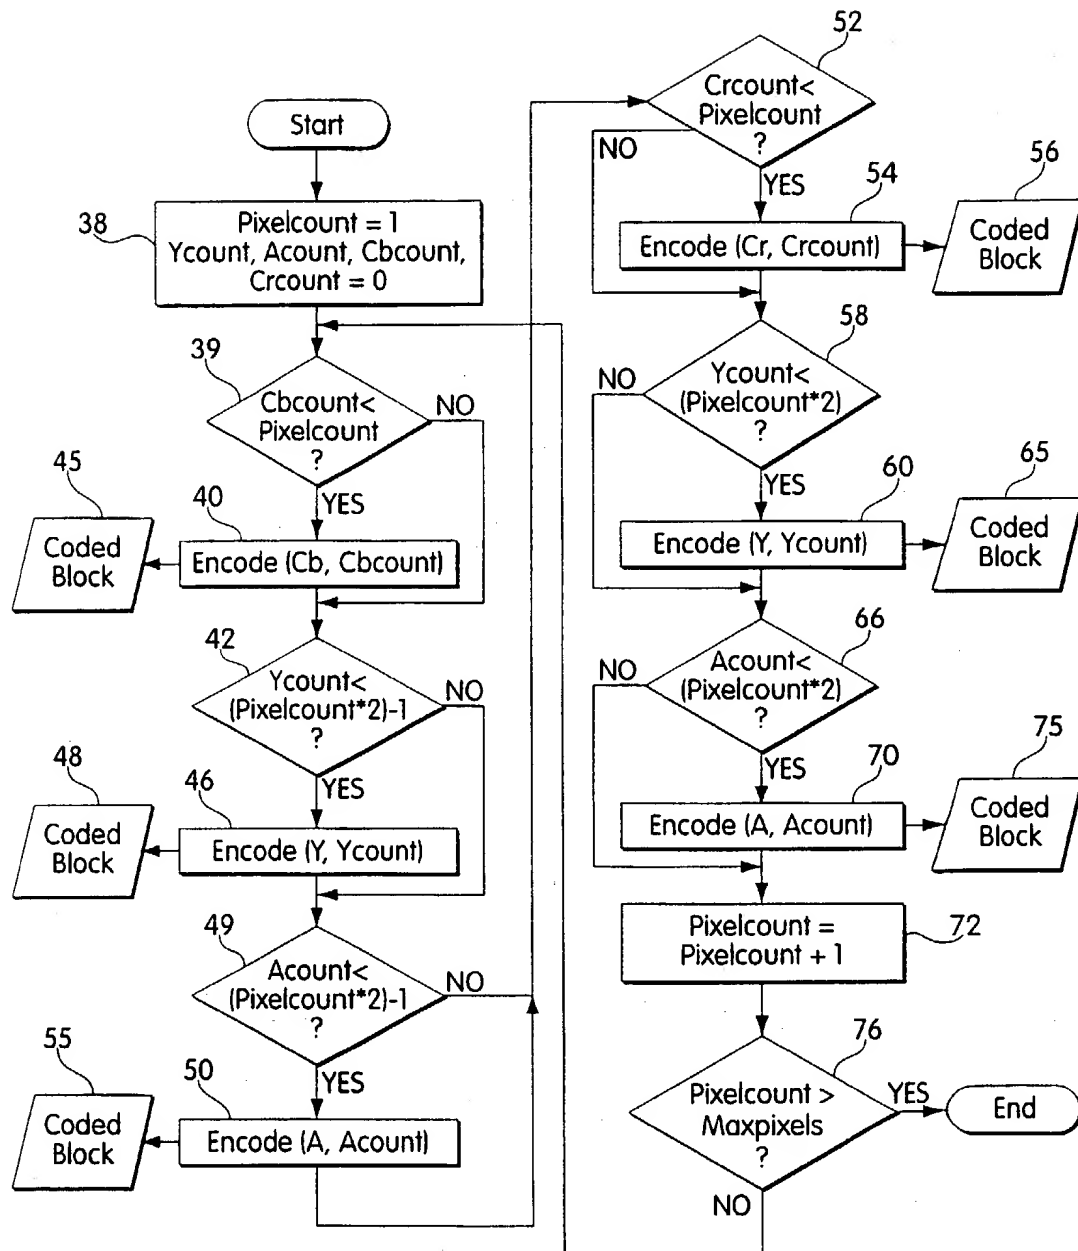 Start
38
Pixelcount = 1
Ycount, Acount, Cbcount,
Crcount = 0
39
Cbcount<
Pixelcount
?
NO
YES
45
Coded
Block
40
Encode (Cb, Cbcount)
42
Ycount<
(Pixelcount*2)-1
?
NO
YES
48
Coded
Block
46
Encode (Y, Ycount)
49
Acount<
(Pixelcount*2)-1
?
NO
YES
55
Coded
Block
50
Encode (A, Acount)
52
Crcount<
Pixelcount
?
NO
YES
54
Encode (Cr, Crcount)
56
Coded
Block
58
Ycount<
(Pixelcount*2)
?
NO
YES
60
Encode (Y, Ycount)
65
Coded
Block
66
Acount<
(Pixelcount*2)
?
NO
YES
70
Encode (A, Acount)
75
Coded
Block
Pixelcount =
Pixelcount + 1
72
76
Pixelcount >
Maxpixels
?
YES
End
NO